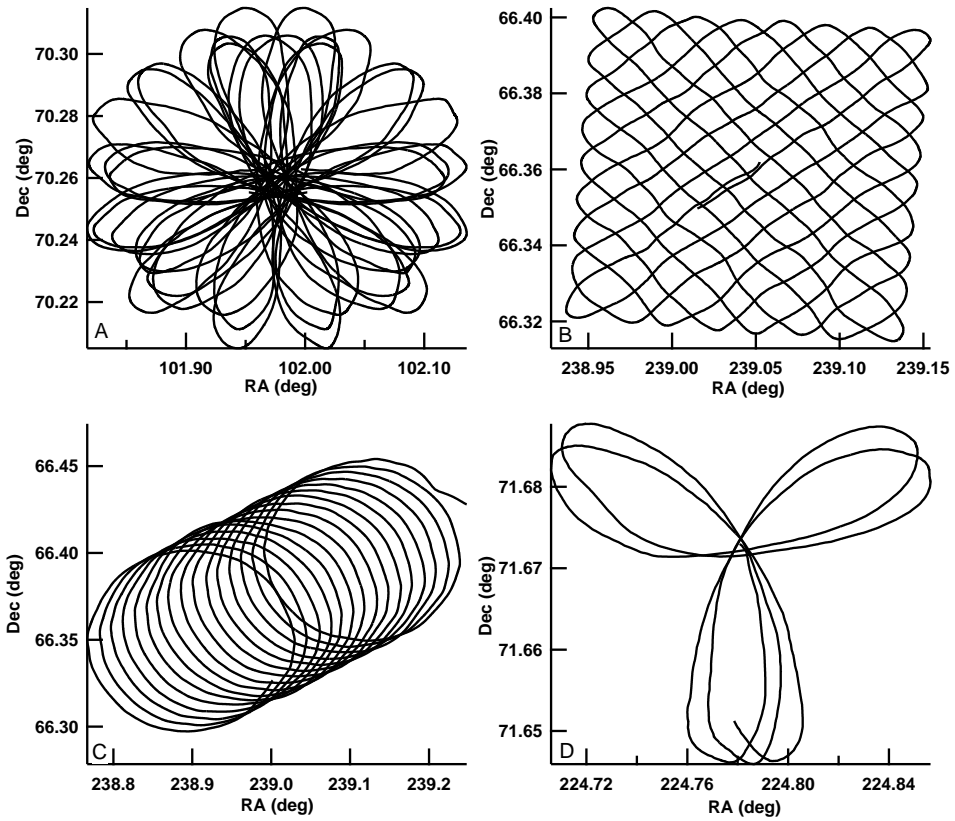 70.30
70.28
70.26
70.24
70.22
Dec (deg)
A
101.90 102.00 102.10
RA (deg)
66.40
66.38
66.36
66.34
66.32
Dec (deg)
B
238.95 239.00 239.05 239.10 239.15
RA (deg)
66.45
66.40
66.35
66.30
Dec (deg)
C
238.8 238.9 239.0 239.1 239.2
RA (deg)
71.68
71.67
71.66
71.65
Dec (deg)
D
224.72 224.76 224.80 224.84
RA (deg)